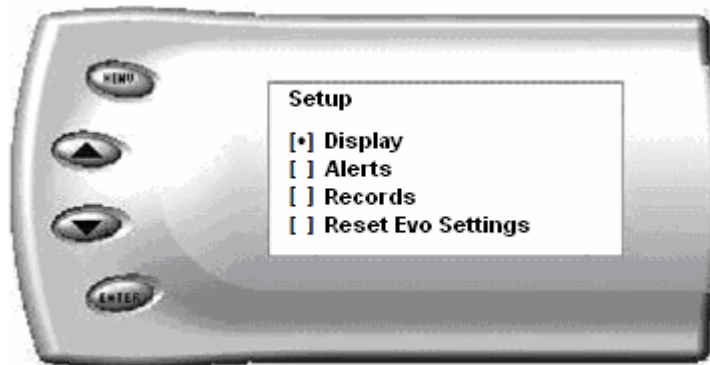 MENU
Setup
[•] Display
[ ] Alerts
[ ] Records
[ ] Reset Evo Settings
ENTER